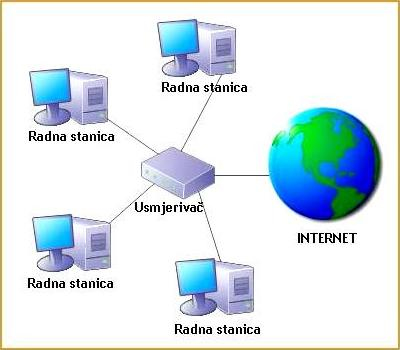 Radna stanica
Radna stanica
Usmjerivač
INTERNET
Radna stanica
Radna stanica